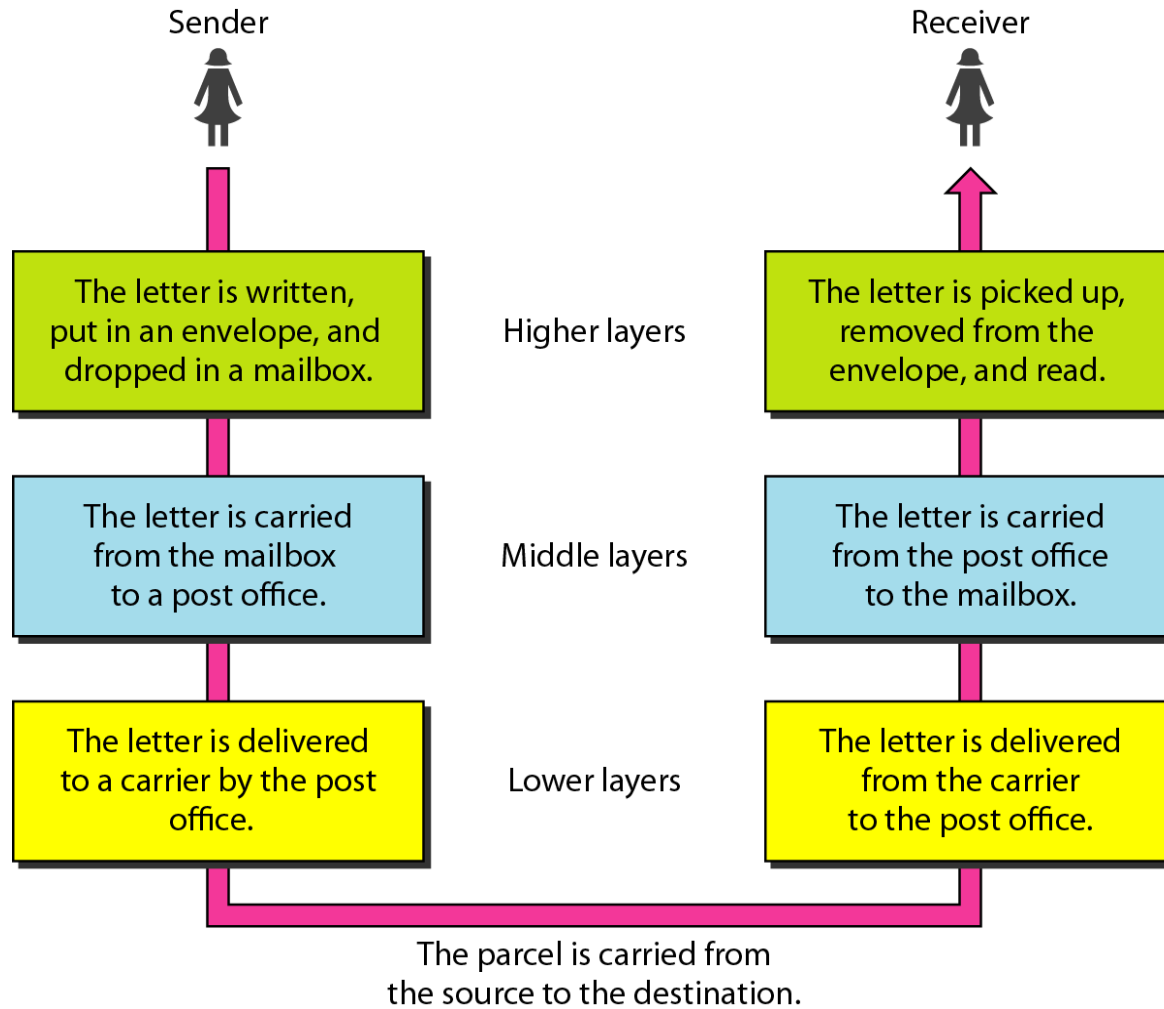 Sender
Receiver
The letter is written,
put in an envelope, and
dropped in a mailbox.
Higher layers
The letter is picked up,
removed from the
envelope, and read.
The letter is carried
from the mailbox
to a post office.
Middle layers
The letter is carried
from the post office
to the mailbox.
The letter is delivered
to a carrier by the post
office.
Lower layers
The letter is delivered
from the carrier
to the post office.
The parcel is carried from
the source to the destination.